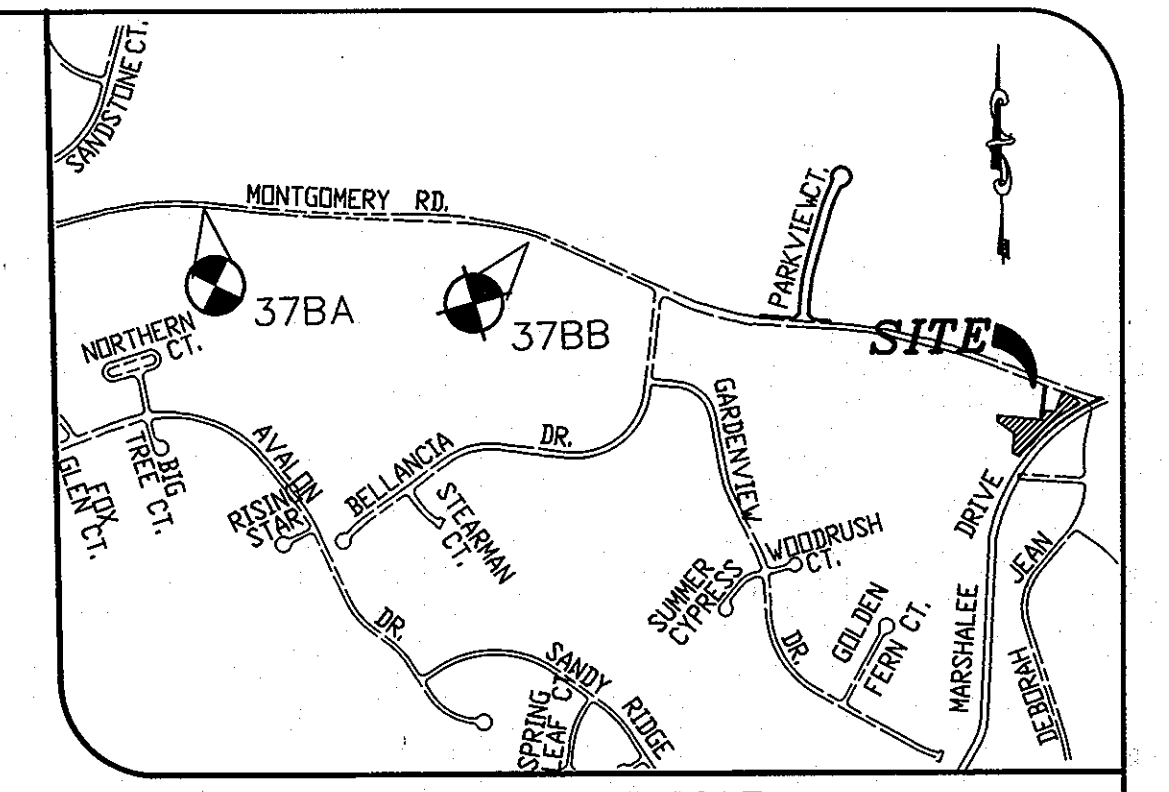 SANDSTONE CT.
MONTGOMERY RD.
PARKVIEW CT.
37BA
37BB
SITE
NORTHERN
CT.
GARDENVIEW
DR.
AVALON
DR.
BELLANCIA
DR.
BIG
TREE CT.
FOX
GLEN CT.
RISING
STAR
STEARMAN
CT.
WOODRUSH
CT.
SUMMER
CYPRESS
GOLDEN
FERN CT.
MARSHALEE
DRIVE
DEBORAH
JEAN
SANDY RIDGE
SPRING
LEAF CT.